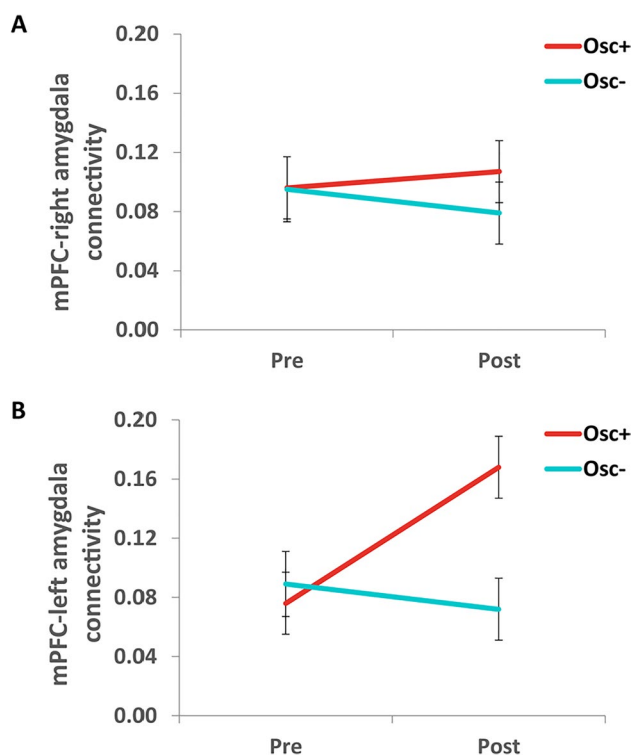 A
0.20
0.16
0.12
0.08
0.04
0.00
mPFC-right amygdala
connectivity
Osc+
Osc-
Pre Post
B
0.20
0.16
0.12
0.08
0.04
0.00
mPFC-left amygdala
connectivity
Osc+
Osc-
Pre Post